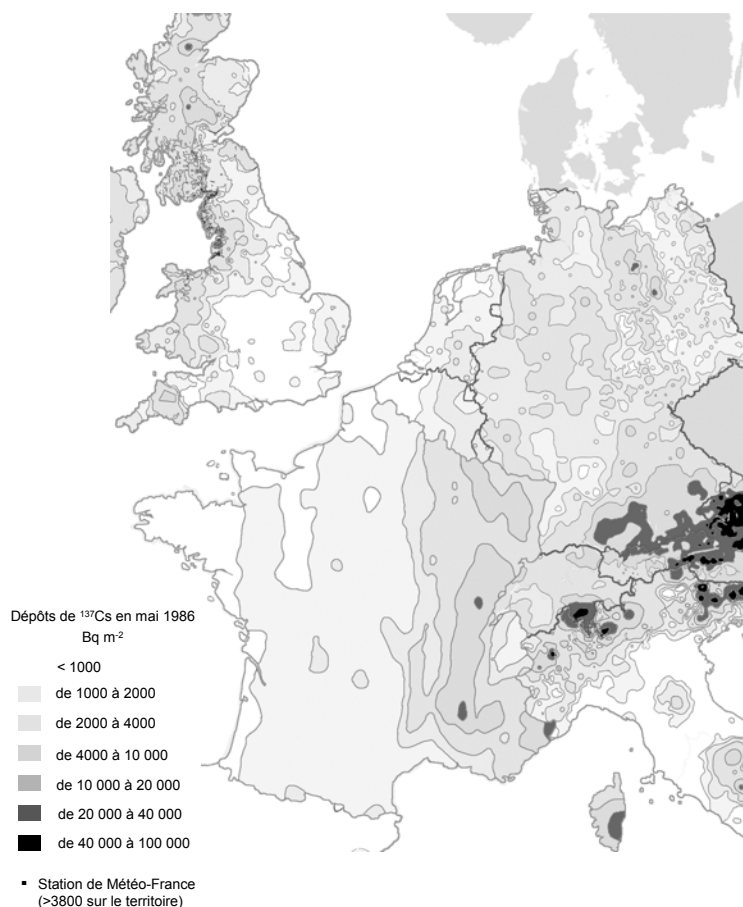 Dépôts de ¹³⁷Cs en mai 1986
Bq m⁻²
< 1000
de 1000 à 2000
de 2000 à 4000
de 4000 à 10 000
de 10 000 à 20 000
de 20 000 à 40 000
de 40 000 à 100 000
Station de Météo-France
(>3800 sur le territoire)